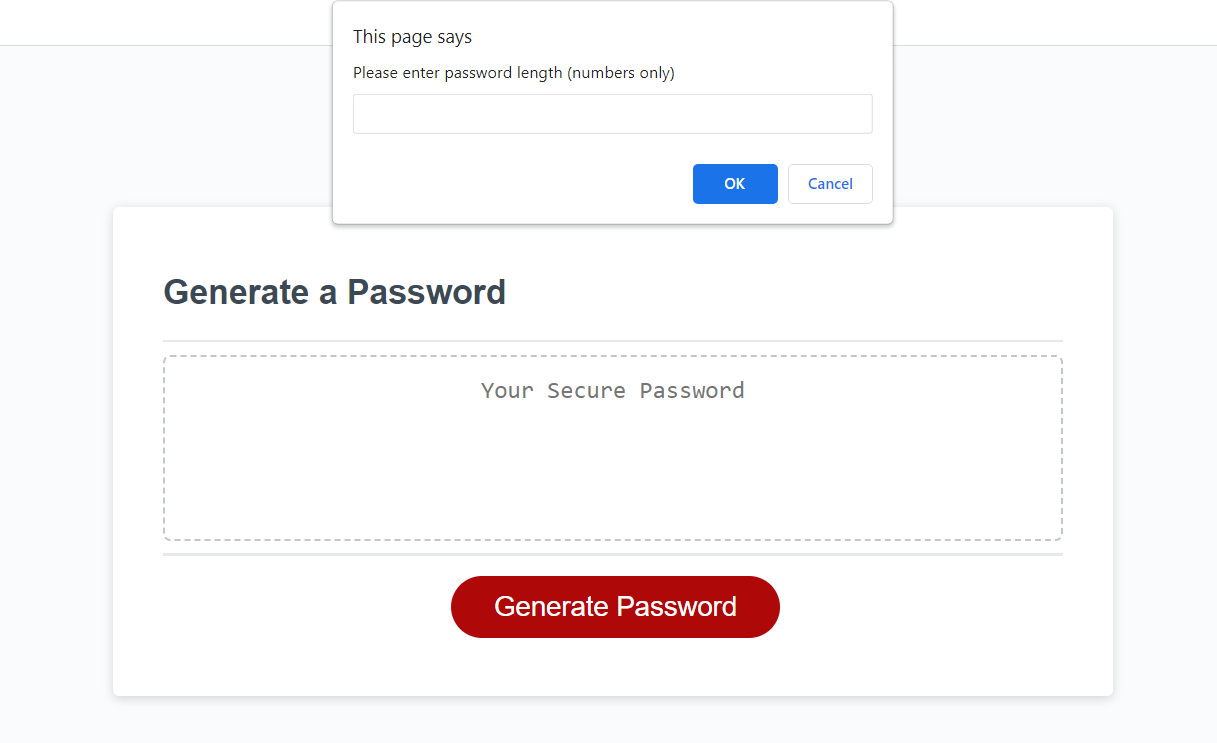 This page says
Please enter password length (numbers only)
OK
Cancel
Generate a Password
Your Secure Password
Generate Password